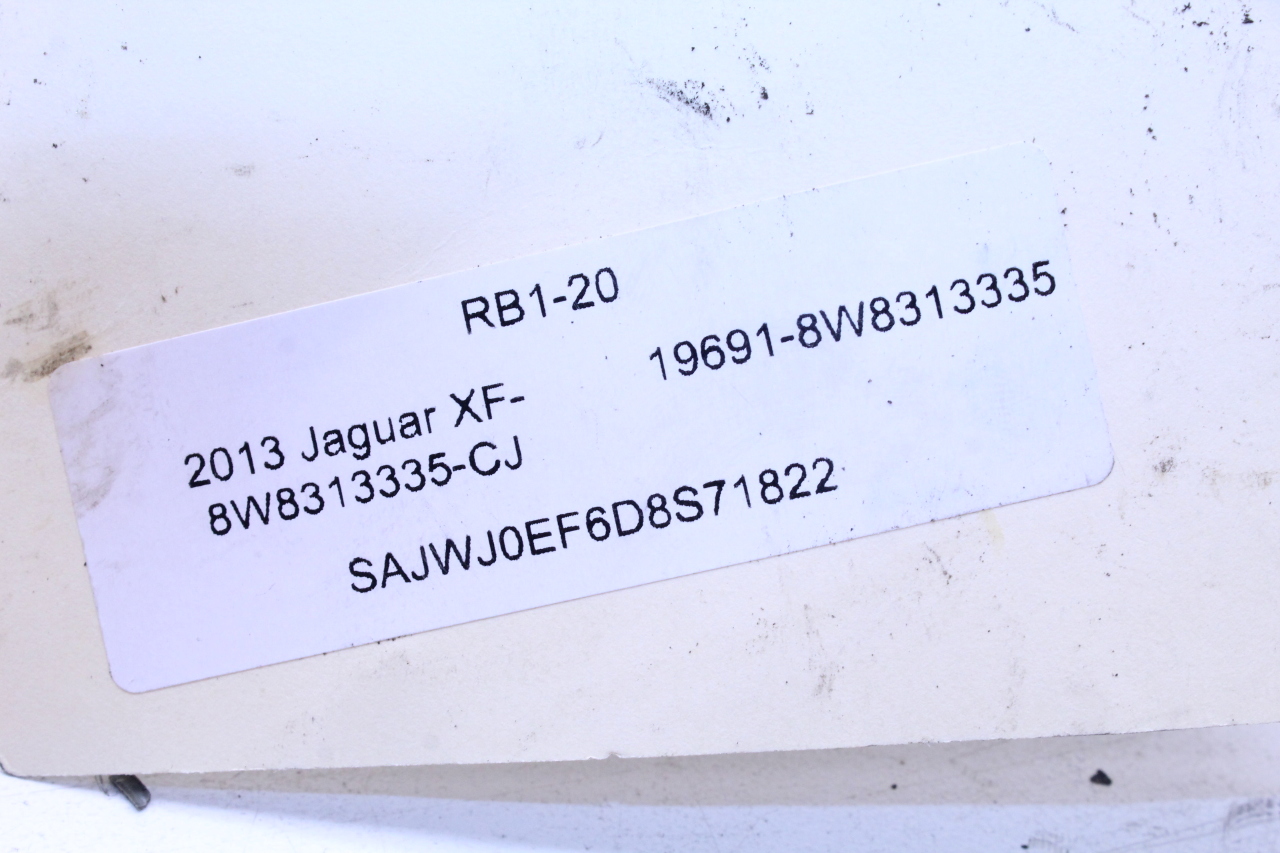 RB1-20
19691-8W8313335
2013 Jaguar XF-
8W8313335-CJ
SAJWJ0EF6D8S71822